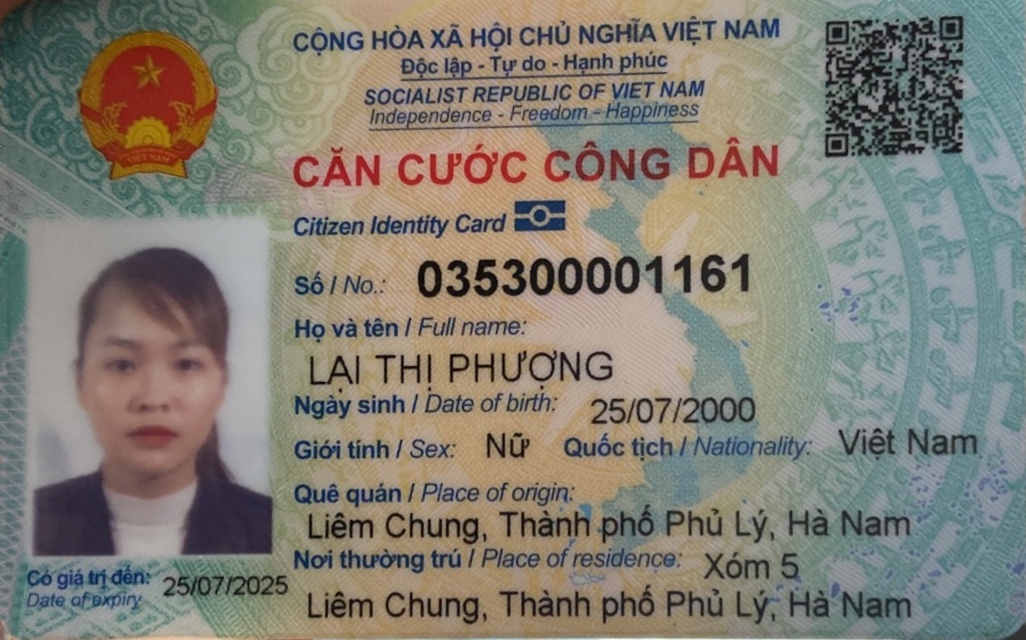 CỘNG HÒA XÃ HỘI CHỦ NGHĨA VIỆT NAM
Độc lập - Tự do - Hạnh phúc
SOCIALIST REPUBLIC OF VIET NAM
Independence - Freedom - Happiness
CĂN CƯỚC CÔNG DÂN
Citizen Identity Card
Số / No.: 035300001161
Họ và tên / Full name:
LẠI THỊ PHƯỢNG
Ngày sinh / Date of birth: 25/07/2000
Giới tính / Sex: Nữ Quốc tịch / Nationality: Việt Nam
Quê quán / Place of origin:
Liêm Chung, Thành phố Phủ Lý, Hà Nam
Nơi thường trú / Place of residence: Xóm 5
Liêm Chung, Thành phố Phủ Lý, Hà Nam
Có giá trị đến: 25/07/2025
Date of expiry
VIỆT NAM